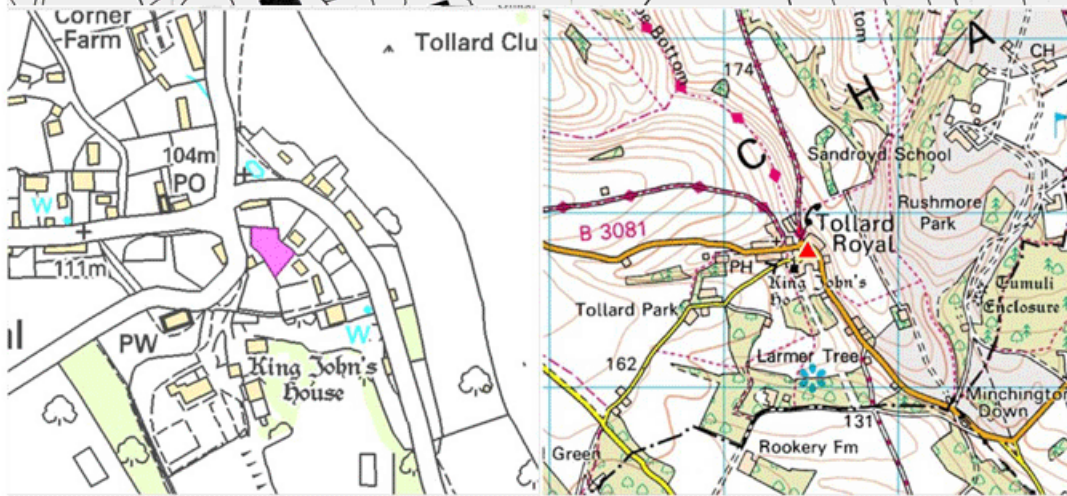 Corner
Farm
Tollard Clu
104m
PO
W
111m
PW
W
King John's
House
Bottom
174
A
CH
H
C
Sandroyd School
Rushmore
Park
B 3081
Tollard
Royal
PH
King John's
Ho
Tumuli
Enclosure
Tollard Park
162
Larmer Tree
Minchington
Down
131
Rookery Fm
Green